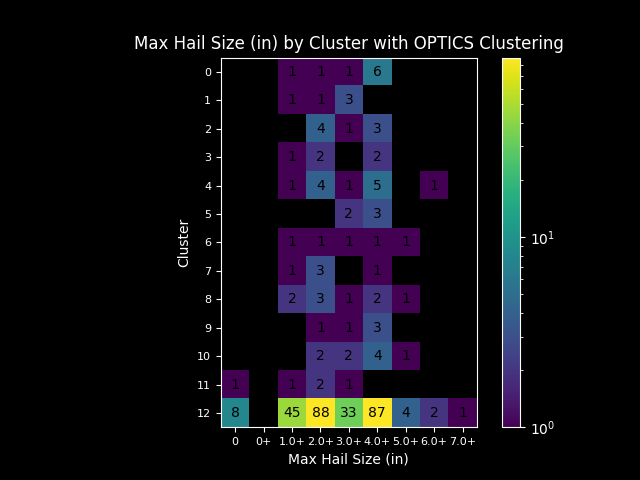 Max Hail Size (in) by Cluster with OPTICS Clustering
Cluster
0 1 1 1 6
1 1 1 3
2 4 1 3
3 1 2 2
4 1 4 1 5 1
5 2 3
6 1 1 1 1 1
7 1 3 1
8 2 3 1 2 1
9 1 1 3
10 2 2 4 1
11 1 1 2 1
12 8 45 88 33 87 4 2 1
0 0+ 1.0+ 2.0+ 3.0+ 4.0+ 5.0+ 6.0+ 7.0+
Max Hail Size (in)
10¹
10⁰